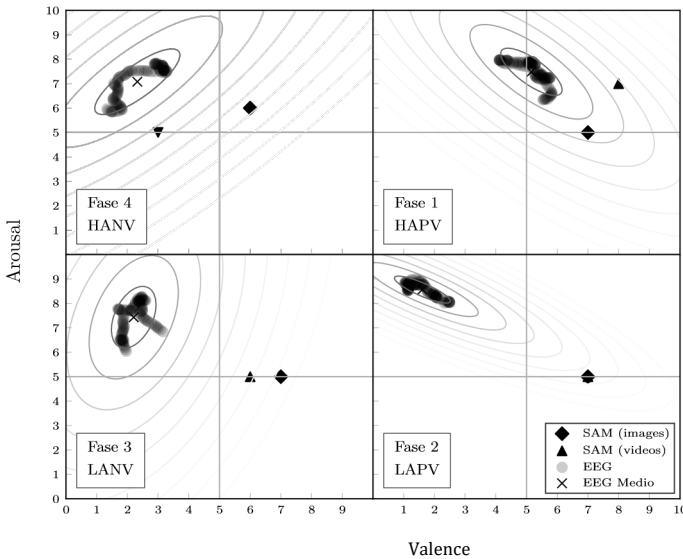 10
9
8
7
6
5
4
3
2
1
Fase 4
HANV
Fase 1
HAPV
Arousal
9
8
7
6
5
4
3
2
1
0
Fase 3
LANV
Fase 2
LAPV
SAM (images)
SAM (videos)
EEG
EEG Medio
0 1 2 3 4 5 6 7 8 9
1 2 3 4 5 6 7 8 9 10
Valence